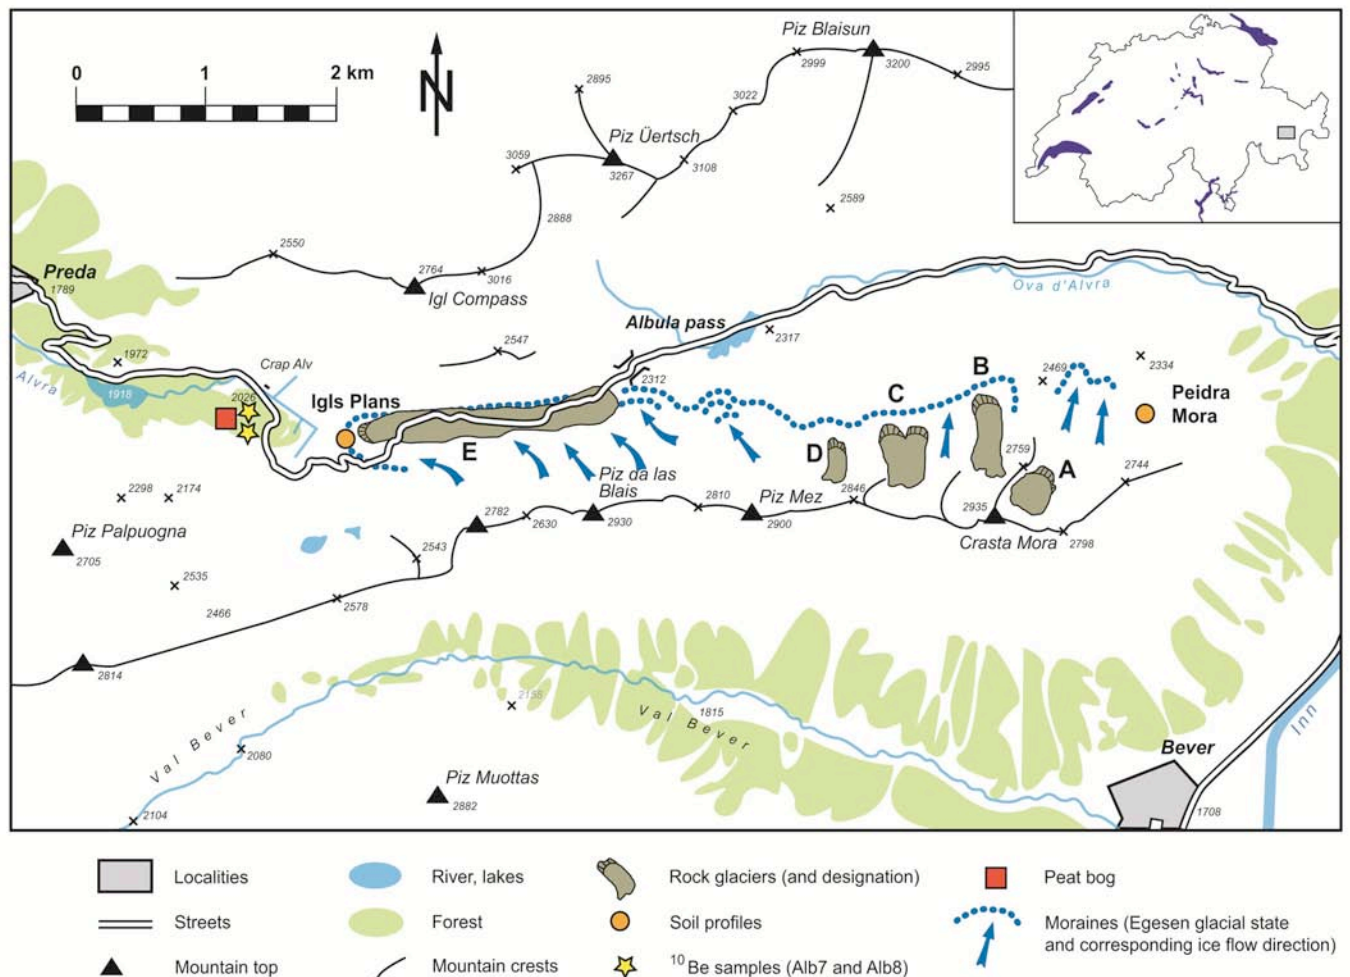 Piz Blaisun
2999
3200
2995
0 1 2 km
N
2895
3022
Piz Üertsch
3059
3267
3108
2589
2888
2550
2764
3016
Igl Compass
Preda
1789
Ova d'Alvra
Albula pass
2317
2547
1972
Crap Alv
2312
Alvra
1918
2026
Igls Plans
B
C
2469
2334
Peidra
Mora
E
D
2759
A
2744
Piz da las
Blais
2298
2174
2782
2630
2930
2810
Piz Mez
2900
2846
2935
Crasta Mora
2798
Piz Palpuogna
2705
2543
2535
2466
2578
2814
2155
Val Bever
1815
Val Bever
2080
Inn
Bever
Piz Muottas
2882
2104
1708
Localities
River, lakes
Rock glaciers (and designation)
Peat bog
Streets
Forest
Soil profiles
Moraines (Egesen glacial state
and corresponding ice flow direction)
Mountain top
Mountain crests
10Be samples (Alb7 and Alb8)